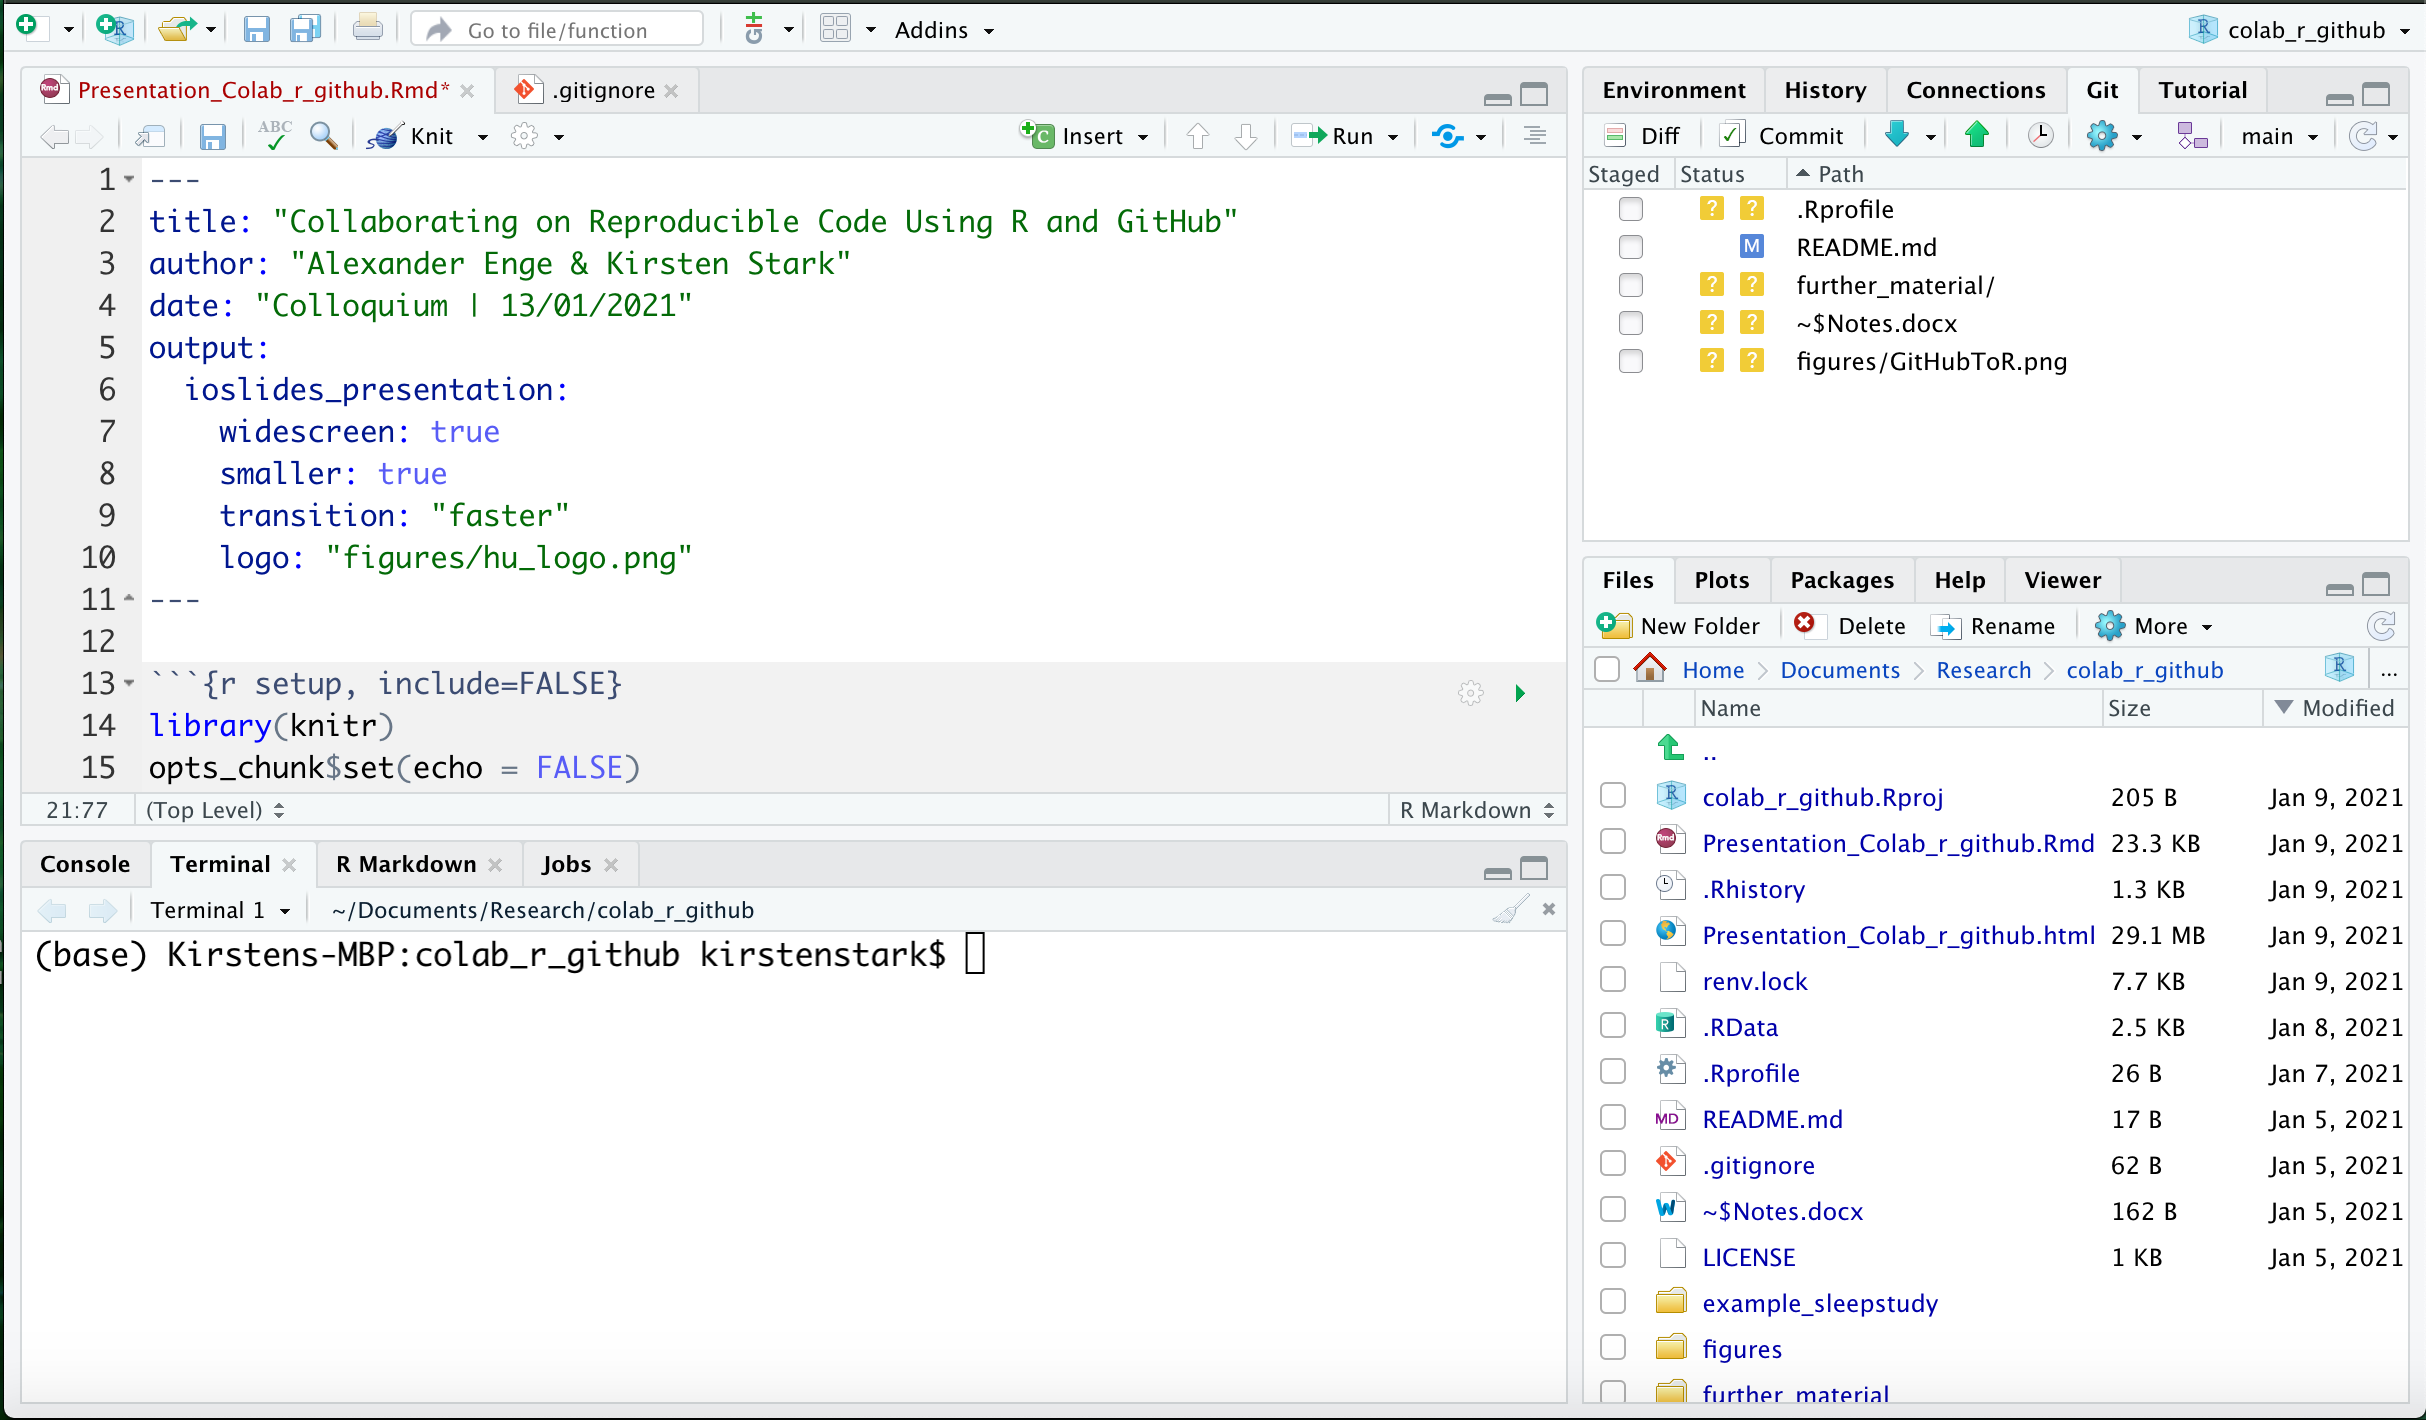 Go to file/function
Addins
colab_r_github
Presentation_Colab_r_github.Rmd*
.gitignore
ABC
Knit
Insert
Run
1 ---
2 title: "Collaborating on Reproducible Code Using R and GitHub"
3 author: "Alexander Enge & Kirsten Stark"
4 date: "Colloquium | 13/01/2021"
5 output:
6 ioslides_presentation:
7 widescreen: true
8 smaller: true
9 transition: "faster"
10 logo: "figures/hu_logo.png"
11 ---
12
13 ```{r setup, include=FALSE}
14 library(knitr)
15 opts_chunk$set(echo = FALSE)
21:77 (Top Level) R Markdown
Console Terminal R Markdown Jobs
Terminal 1 ~/Documents/Research/colab_r_github
(base) Kirstens-MBP:colab_r_github kirstenstark$
Environment History Connections Git Tutorial
Diff Commit main
Staged Status Path
? ? .Rprofile
M README.md
? ? further_material/
? ? ~$Notes.docx
? ? figures/GitHubToR.png
Files Plots Packages Help Viewer
New Folder Delete Rename More
Home Documents Research colab_r_github ...
Name Size Modified
..
colab_r_github.Rproj 205 B Jan 9, 2021
Presentation_Colab_r_github.Rmd 23.3 KB Jan 9, 2021
.Rhistory 1.3 KB Jan 9, 2021
Presentation_Colab_r_github.html 29.1 MB Jan 9, 2021
renv.lock 7.7 KB Jan 9, 2021
.RData 2.5 KB Jan 8, 2021
.Rprofile 26 B Jan 7, 2021
MD README.md 17 B Jan 5, 2021
.gitignore 62 B Jan 5, 2021
~$Notes.docx 162 B Jan 5, 2021
LICENSE 1 KB Jan 5, 2021
example_sleepstudy
figures
further_material